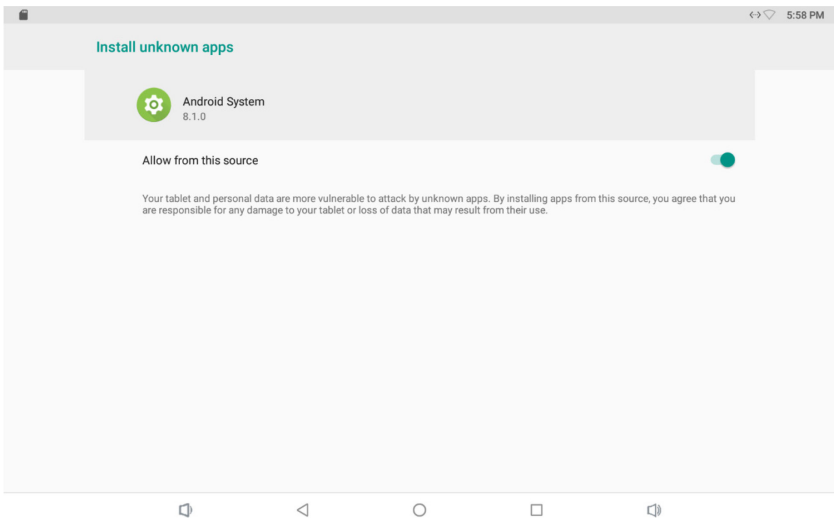 5:58 PM
Install unknown apps
Android System
8.1.0
Allow from this source
Your tablet and personal data are more vulnerable to attack by unknown apps. By installing apps from this source, you agree that you
are responsible for any damage to your tablet or loss of data that may result from their use.